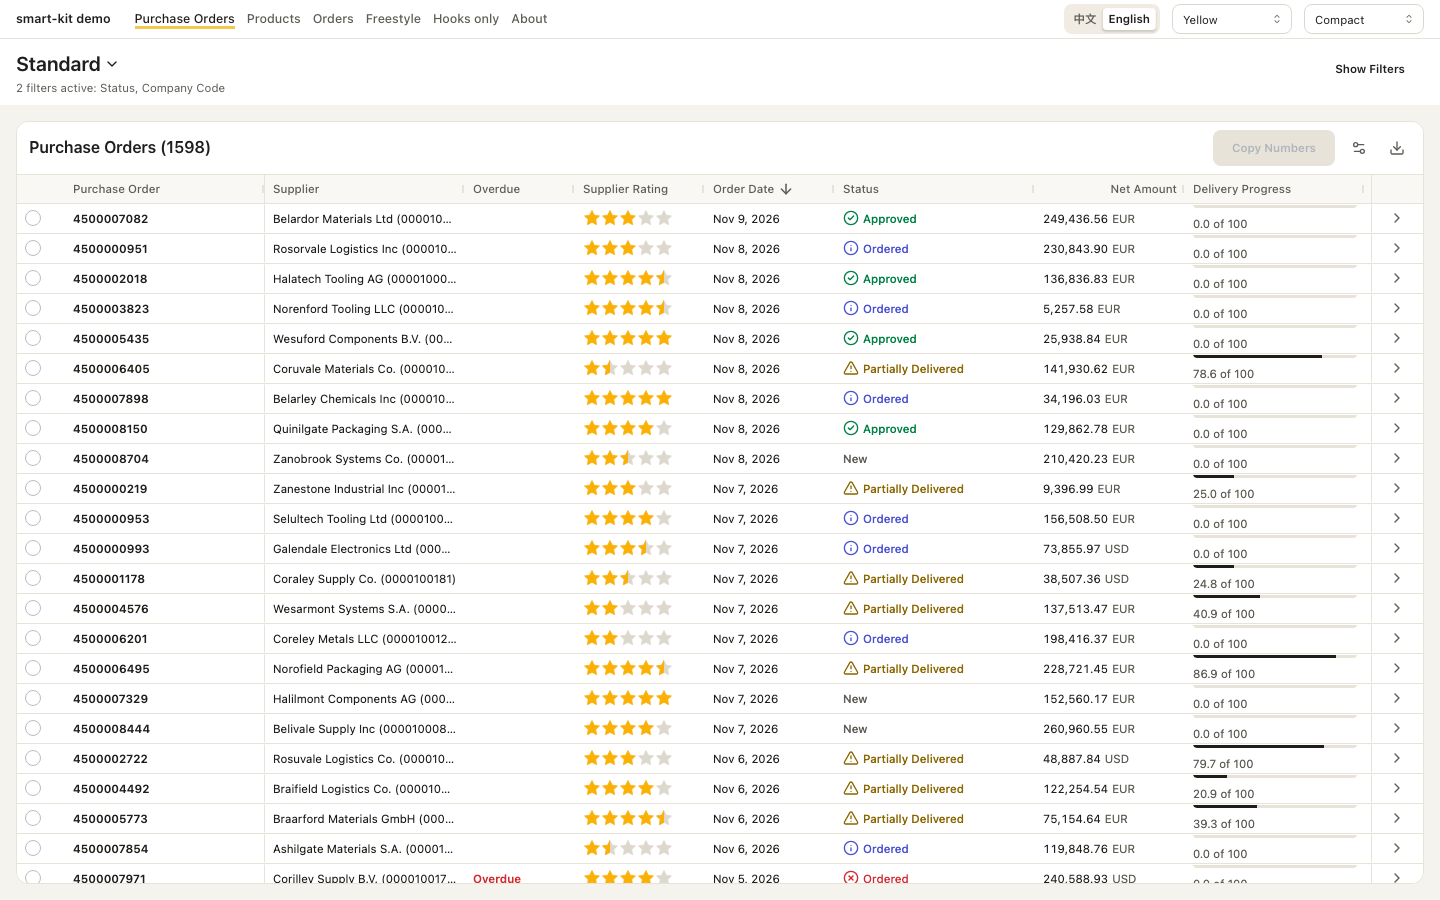 smart-kit demo Purchase Orders Products Orders Freestyle Hooks only About 中文 English Yellow Compact
Standard
Show Filters
2 filters active: Status, Company Code
Purchase Orders (1598) Copy Numbers
Purchase Order Supplier Overdue Supplier Rating Order Date Status Net Amount Delivery Progress
4500007082 Belardor Materials Ltd (000010... Nov 9, 2026 Approved 249,436.56 EUR 0.0 of 100
4500000951 Rosorvale Logistics Inc (000010... Nov 8, 2026 Ordered 230,843.90 EUR 0.0 of 100
4500002018 Halatech Tooling AG (00001000... Nov 8, 2026 Approved 136,836.83 EUR 0.0 of 100
4500003823 Norenford Tooling LLC (000010... Nov 8, 2026 Ordered 5,257.58 EUR 0.0 of 100
4500005435 Wesuford Components B.V. (00... Nov 8, 2026 Approved 25,938.84 EUR 0.0 of 100
4500006405 Coruvale Materials Co. (000010... Nov 8, 2026 Partially Delivered 141,930.62 EUR 78.6 of 100
4500007898 Belarley Chemicals Inc (000010... Nov 8, 2026 Ordered 34,196.03 EUR 0.0 of 100
4500008150 Quinilgate Packaging S.A. (000... Nov 8, 2026 Approved 129,862.78 EUR 0.0 of 100
4500008704 Zanobrook Systems Co. (00001... Nov 8, 2026 New 210,420.23 EUR 0.0 of 100
4500000219 Zanestone Industrial Inc (00001... Nov 7, 2026 Partially Delivered 9,396.99 EUR 25.0 of 100
4500000953 Selultech Tooling Ltd (0000100... Nov 7, 2026 Ordered 156,508.50 EUR 0.0 of 100
4500000993 Galendale Electronics Ltd (000... Nov 7, 2026 Ordered 73,855.97 USD 0.0 of 100
4500001178 Coraley Supply Co. (0000100181) Nov 7, 2026 Partially Delivered 38,507.36 USD 24.8 of 100
4500004576 Wesarmont Systems S.A. (0000... Nov 7, 2026 Partially Delivered 137,513.47 EUR 40.9 of 100
4500006201 Coreley Metals LLC (000010012... Nov 7, 2026 Ordered 198,416.37 EUR 0.0 of 100
4500006495 Norofield Packaging AG (00001... Nov 7, 2026 Partially Delivered 228,721.45 EUR 86.9 of 100
4500007329 Halilmont Components AG (000... Nov 7, 2026 New 152,560.17 EUR 0.0 of 100
4500008444 Belivale Supply Inc (000010008... Nov 7, 2026 New 260,960.55 EUR 0.0 of 100
4500002722 Rosuvale Logistics Co. (000010... Nov 6, 2026 Partially Delivered 48,887.84 USD 79.7 of 100
4500004492 Braifield Logistics Co. (000010... Nov 6, 2026 Partially Delivered 122,254.54 EUR 20.9 of 100
4500005773 Braarford Materials GmbH (000... Nov 6, 2026 Partially Delivered 75,154.64 EUR 39.3 of 100
4500007854 Ashilgate Materials S.A. (00001... Nov 6, 2026 Ordered 119,848.76 EUR 0.0 of 100
4500007971 Corilley Supply B.V. (000010017... Overdue Nov 5, 2026 Ordered 240,588.93 USD 0.0 of 100